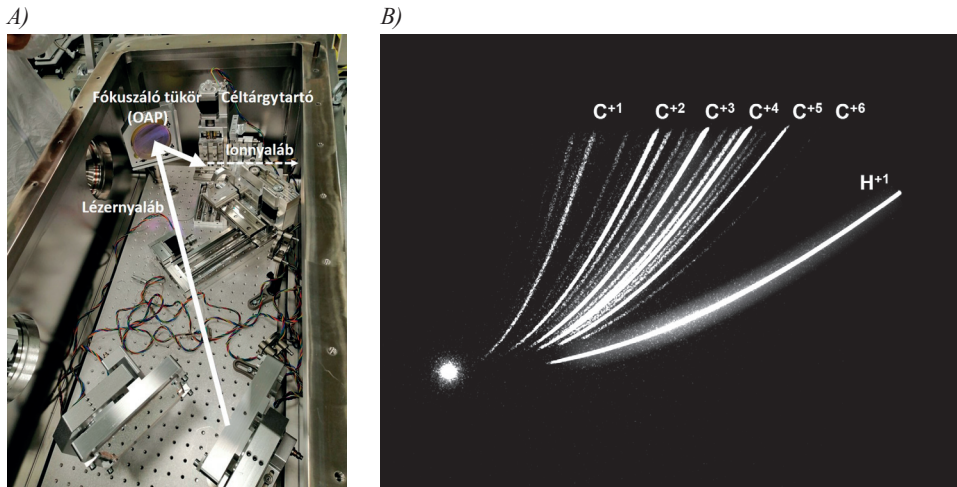 A)
B)
Fókuszáló tükör
(OAP)
Céltárgytartó
Ionnyaláb
Lézernyaláb
C+1 C+2 C+3 C+4 C+5 C+6
H+1